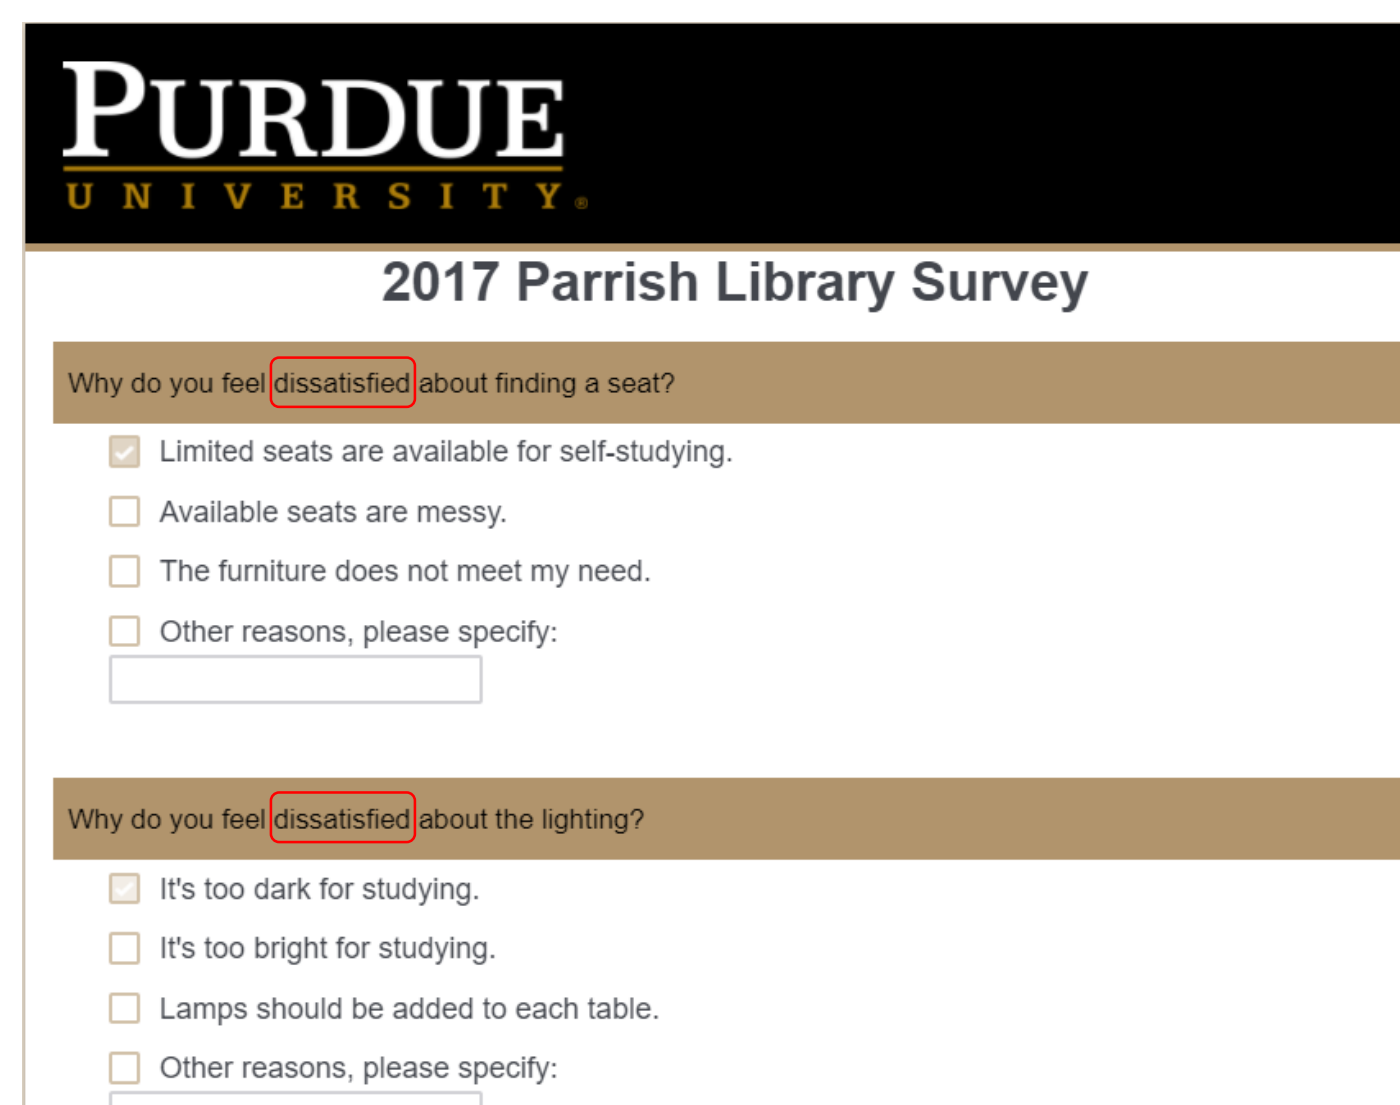 PURDUE
UNIVERSITY®
2017 Parrish Library Survey
Why do you feel dissatisfied about finding a seat?
Limited seats are available for self-studying.
Available seats are messy.
The furniture does not meet my need.
Other reasons, please specify:
Why do you feel dissatisfied about the lighting?
It's too dark for studying.
It's too bright for studying.
Lamps should be added to each table.
Other reasons, please specify: